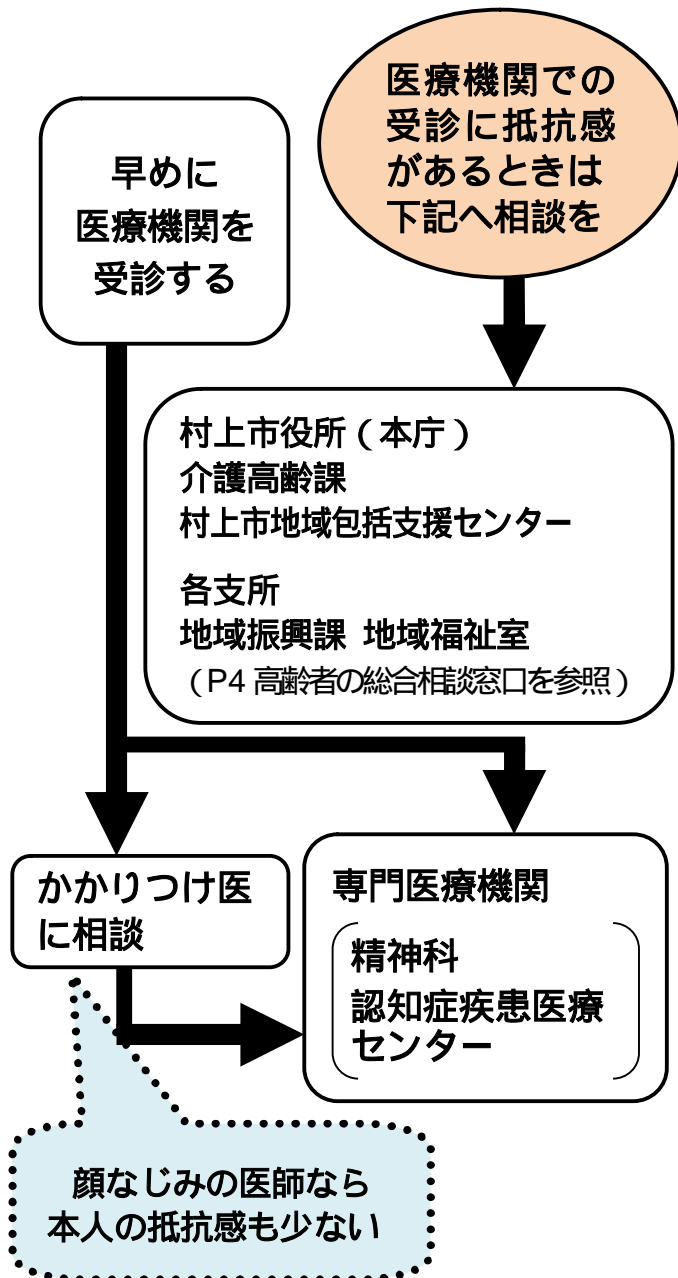 早めに
医療機関を
受診する
医療機関での
受診に抵抗感
があるときは
下記へ相談を
村上市役所（本庁）
介護高齢課
村上市地域包括支援センター
各支所
地域振興課 地域福祉室
（P4 高齢者の総合相談窓口を参照）
かかりつけ医
に相談
専門医療機関
精神科
認知症疾患医療
センター
顔なじみの医師なら
本人の抵抗感も少ない